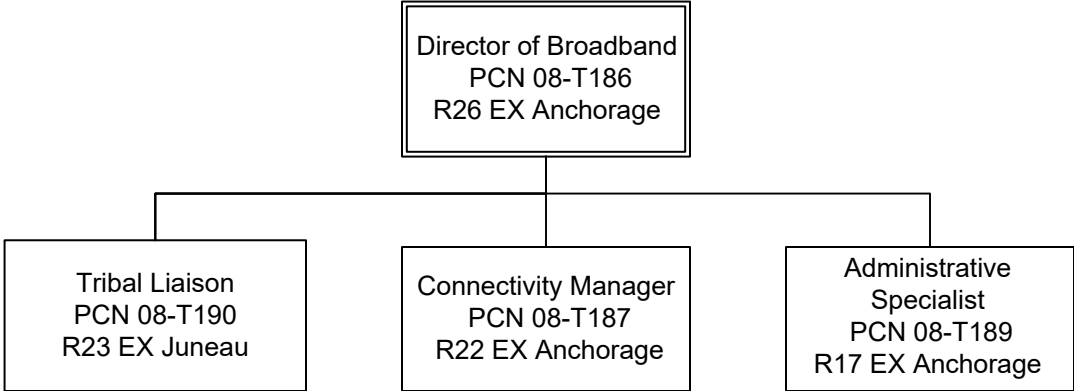 Director of Broadband
PCN 08-T186
R26 EX Anchorage
Tribal Liaison
PCN 08-T190
R23 EX Juneau
Connectivity Manager
PCN 08-T187
R22 EX Anchorage
Administrative
Specialist
PCN 08-T189
R17 EX Anchorage